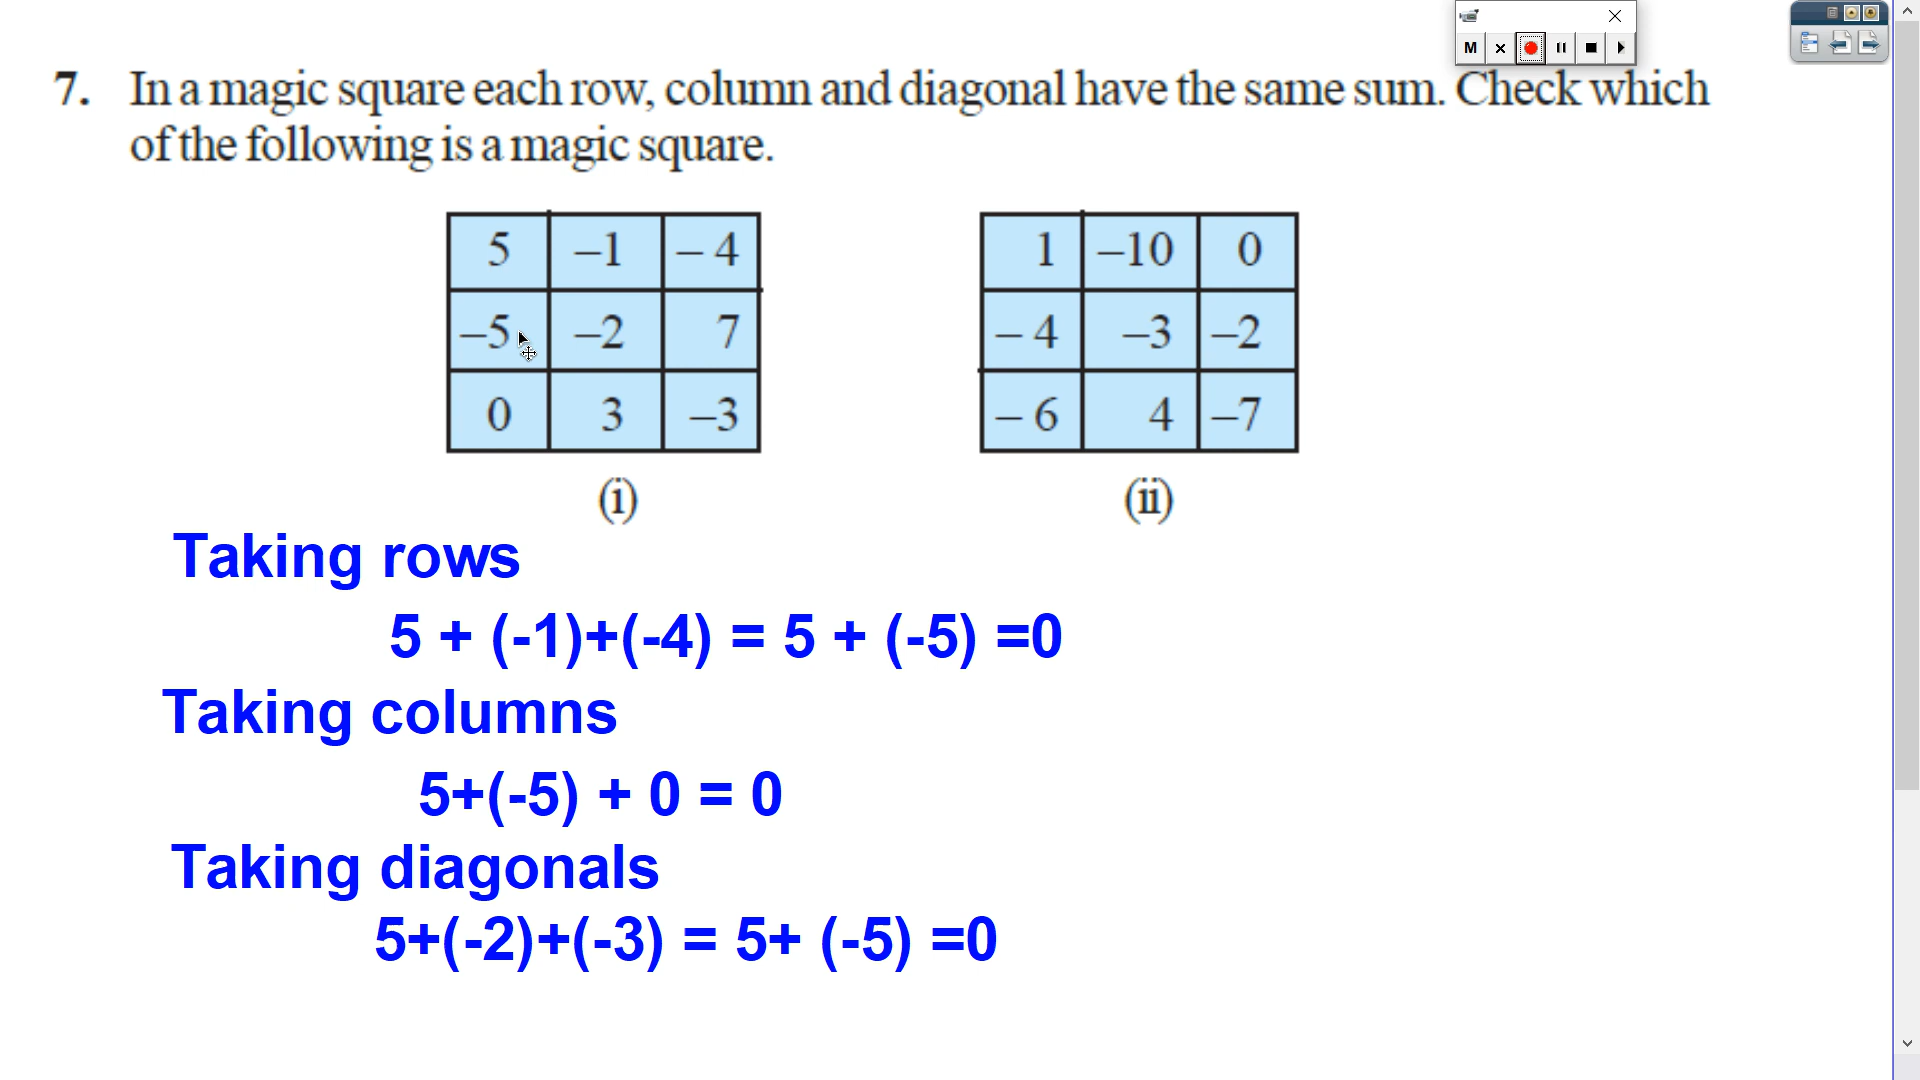 M
7. In a magic square each row, column and diagonal have the same sum. Check which
of the following is a magic square.
5 –1 – 4
–5 –2 7
0 3 –3
(i)
1 –10 0
– 4 –3 –2
– 6 4 –7
(ii)
Taking rows
5 + (-1)+(-4) = 5 + (-5) =0
Taking columns
5+(-5) + 0 = 0
Taking diagonals
5+(-2)+(-3) = 5+ (-5) =0